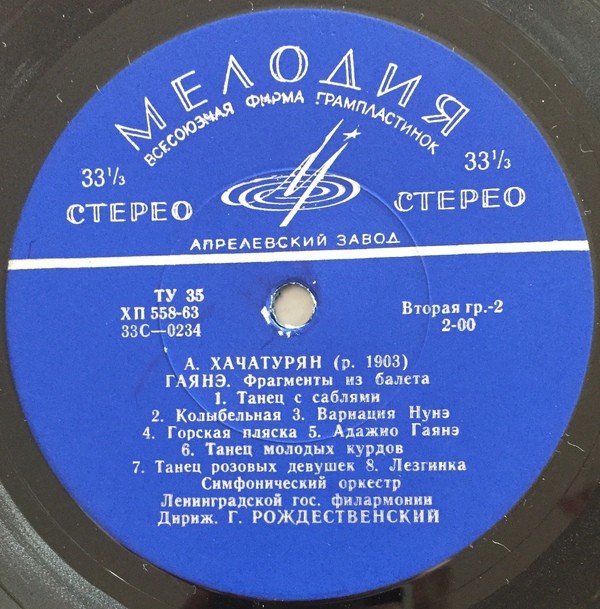 МЕЛОДИЯ
ВСЕСОЮЗНАЯ ФИРМА ГРАМПЛАСТИНОК
33⅓ 33⅓
СТЕРЕО СТЕРЕО
АПРЕЛЕВСКИЙ ЗАВОД
ТУ 35
ХП 558-63
33С—0234
Вторая гр.-2
2-00
А. ХАЧАТУРЯН (р. 1903)
ГАЯНЭ. Фрагменты из балета
1. Танец с саблями
2. Колыбельная 3. Вариация Нунэ
4. Горская пляска 5. Адажио Гаянэ
6. Танец молодых курдов
7. Танец розовых девушек 8. Лезгинка
Симфонический оркестр
Ленинградской гос. филармонии
Дириж. Г. РОЖДЕСТВЕНСКИЙ